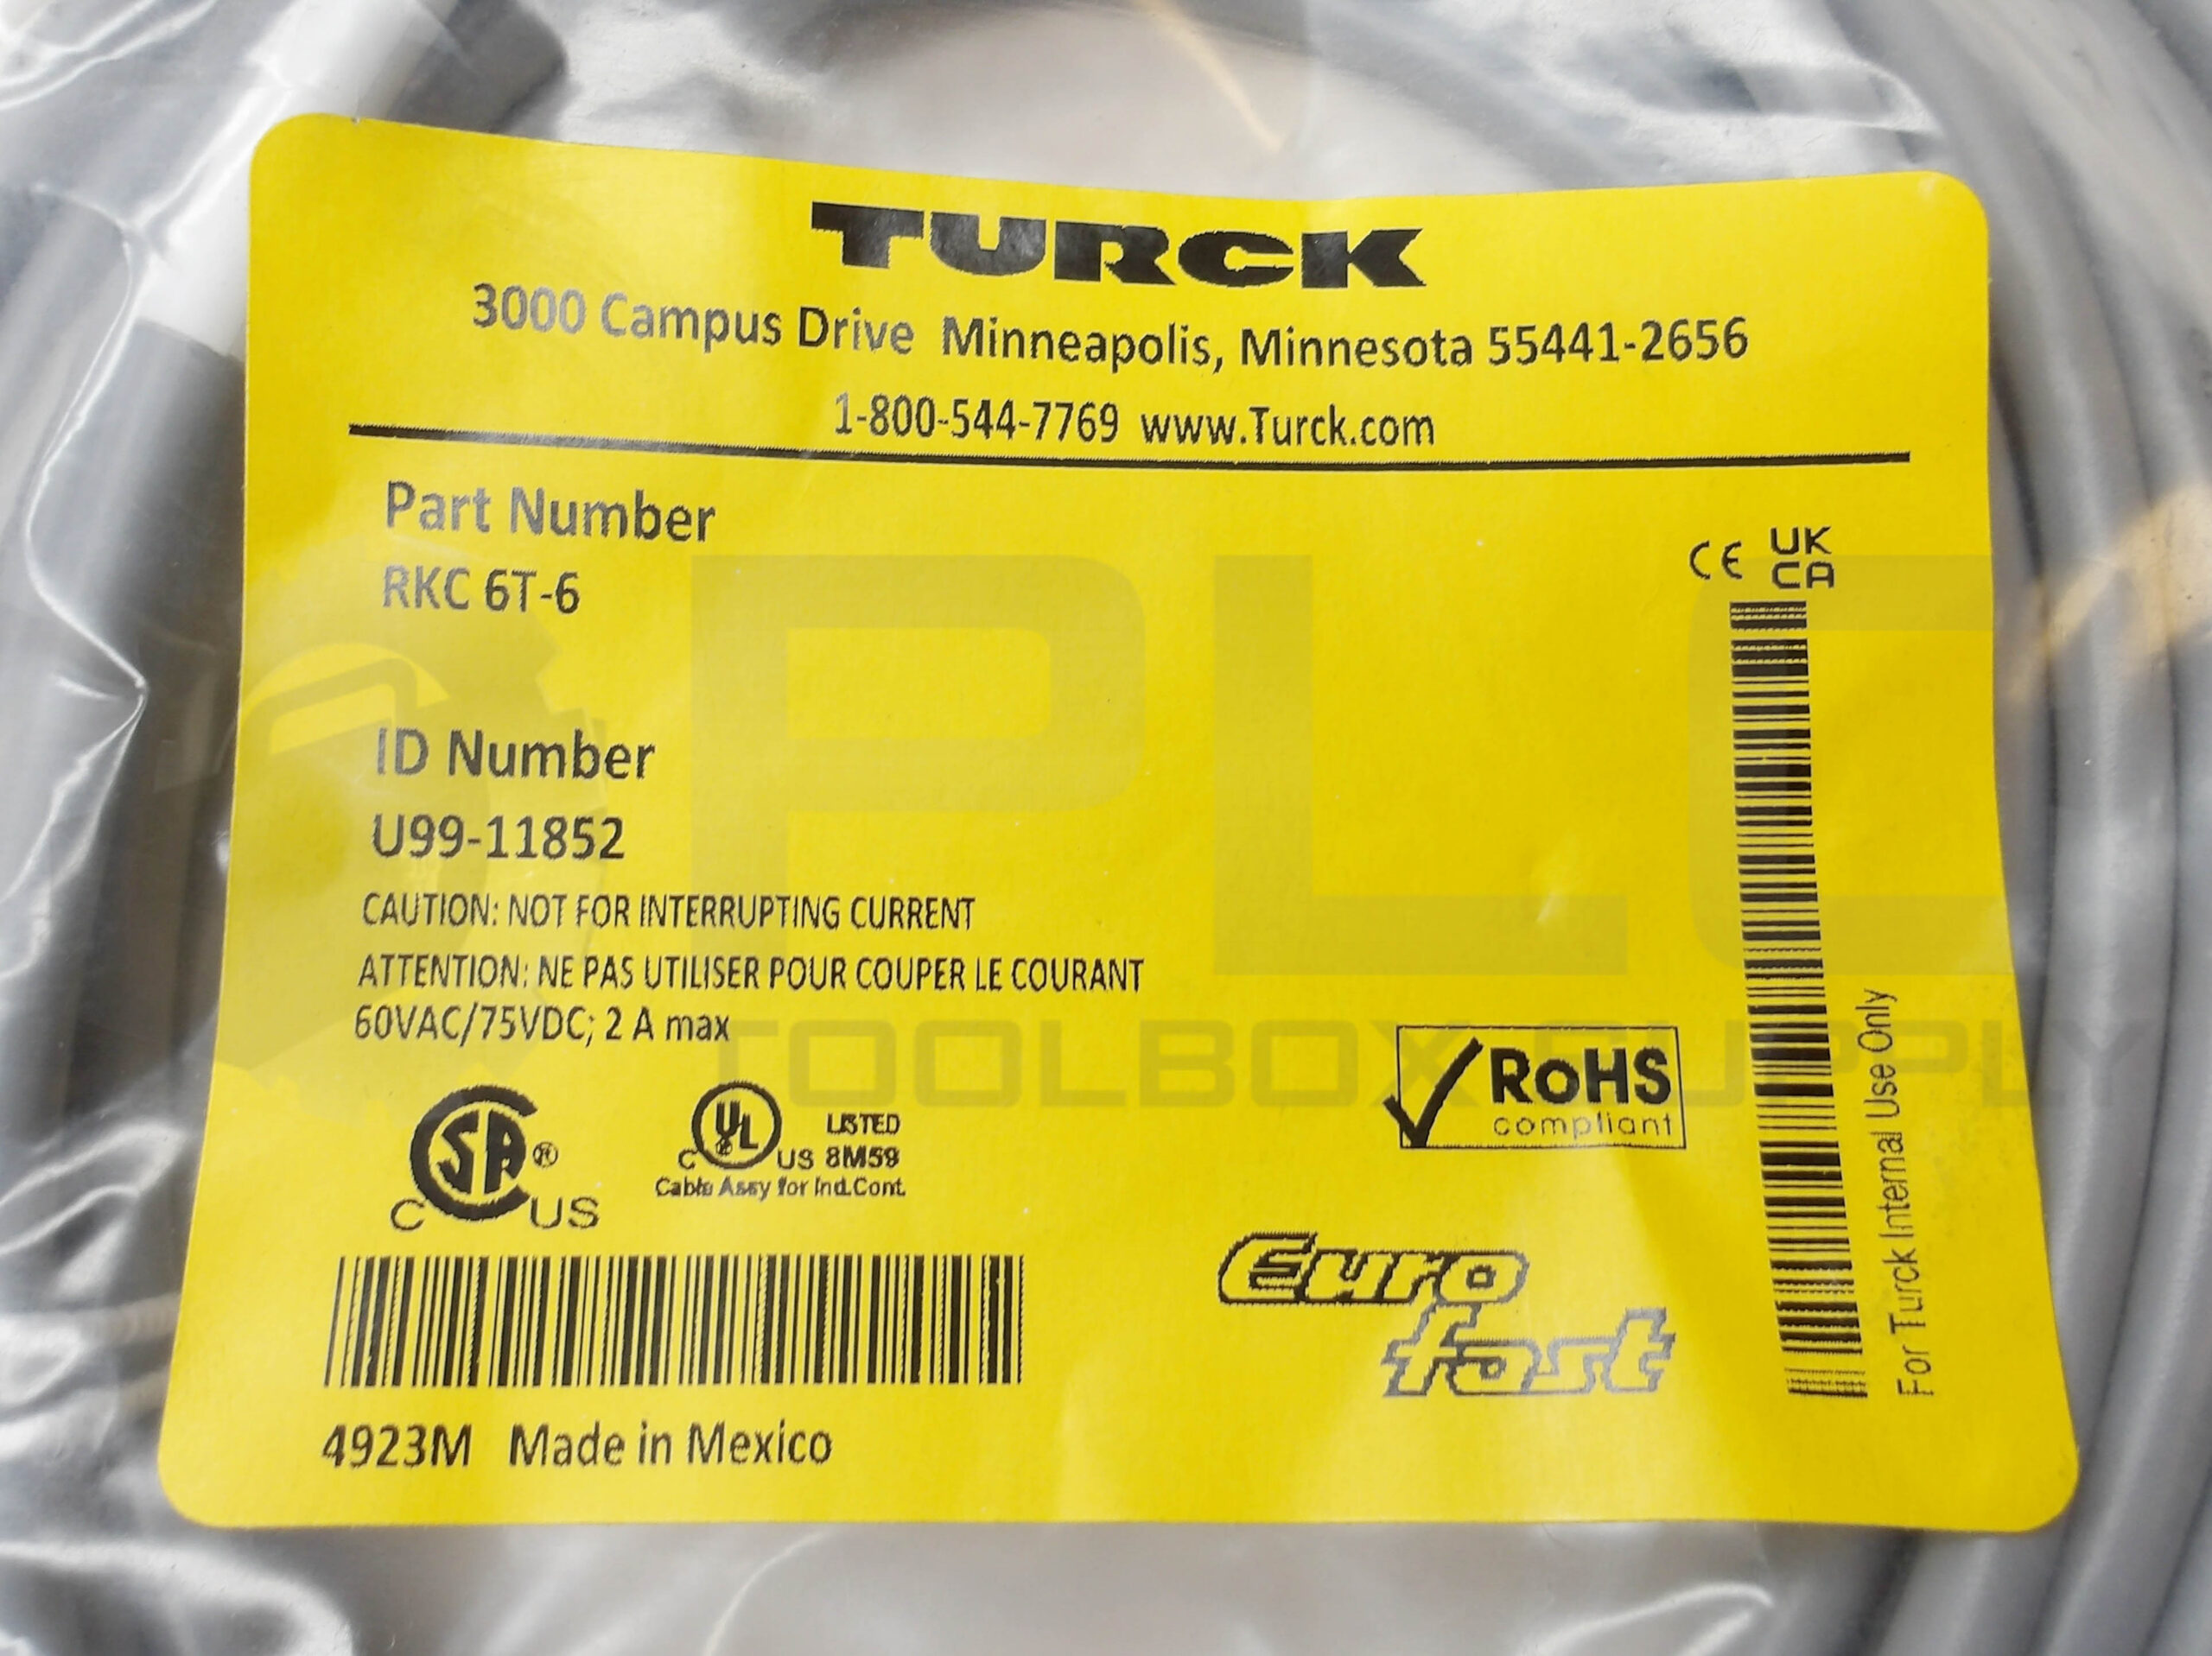 TURCK
3000 Campus Drive Minneapolis, Minnesota 55441-2656
1-800-544-7769 www.Turck.com
Part Number
RKC 6T-6
CE UK CA
ID Number
U99-11852
CAUTION: NOT FOR INTERRUPTING CURRENT
ATTENTION: NE PAS UTILISER POUR COUPER LE COURANT
60VAC/75VDC; 2 A max
PLC
TOOLBOX SUPPLY
RoHS
compliant
CSA ® C US
C UL US LISTED
8M59
Cable Assy for Ind.Cont.
Euro
fast
For Turck Internal Use Only
4923M Made in Mexico